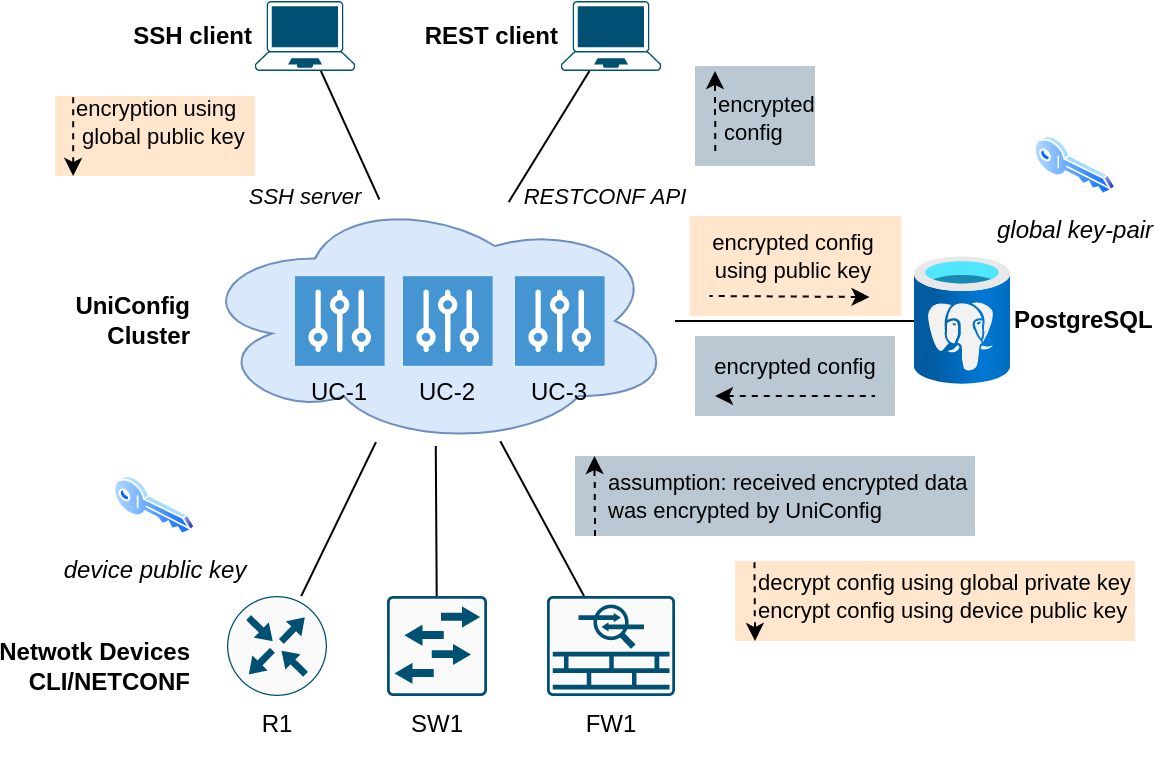 SSH client
REST client
encryption using
global public key
encrypted
config
SSH server
RESTCONF API
global key-pair
encrypted config
using public key
UniConfig
Cluster
PostgreSQL
encrypted config
UC-1
UC-2
UC-3
assumption: received encrypted data
was encrypted by UniConfig
device public key
decrypt config using global private key
encrypt config using device public key
Netwotk Devices
CLI/NETCONF
R1
SW1
FW1